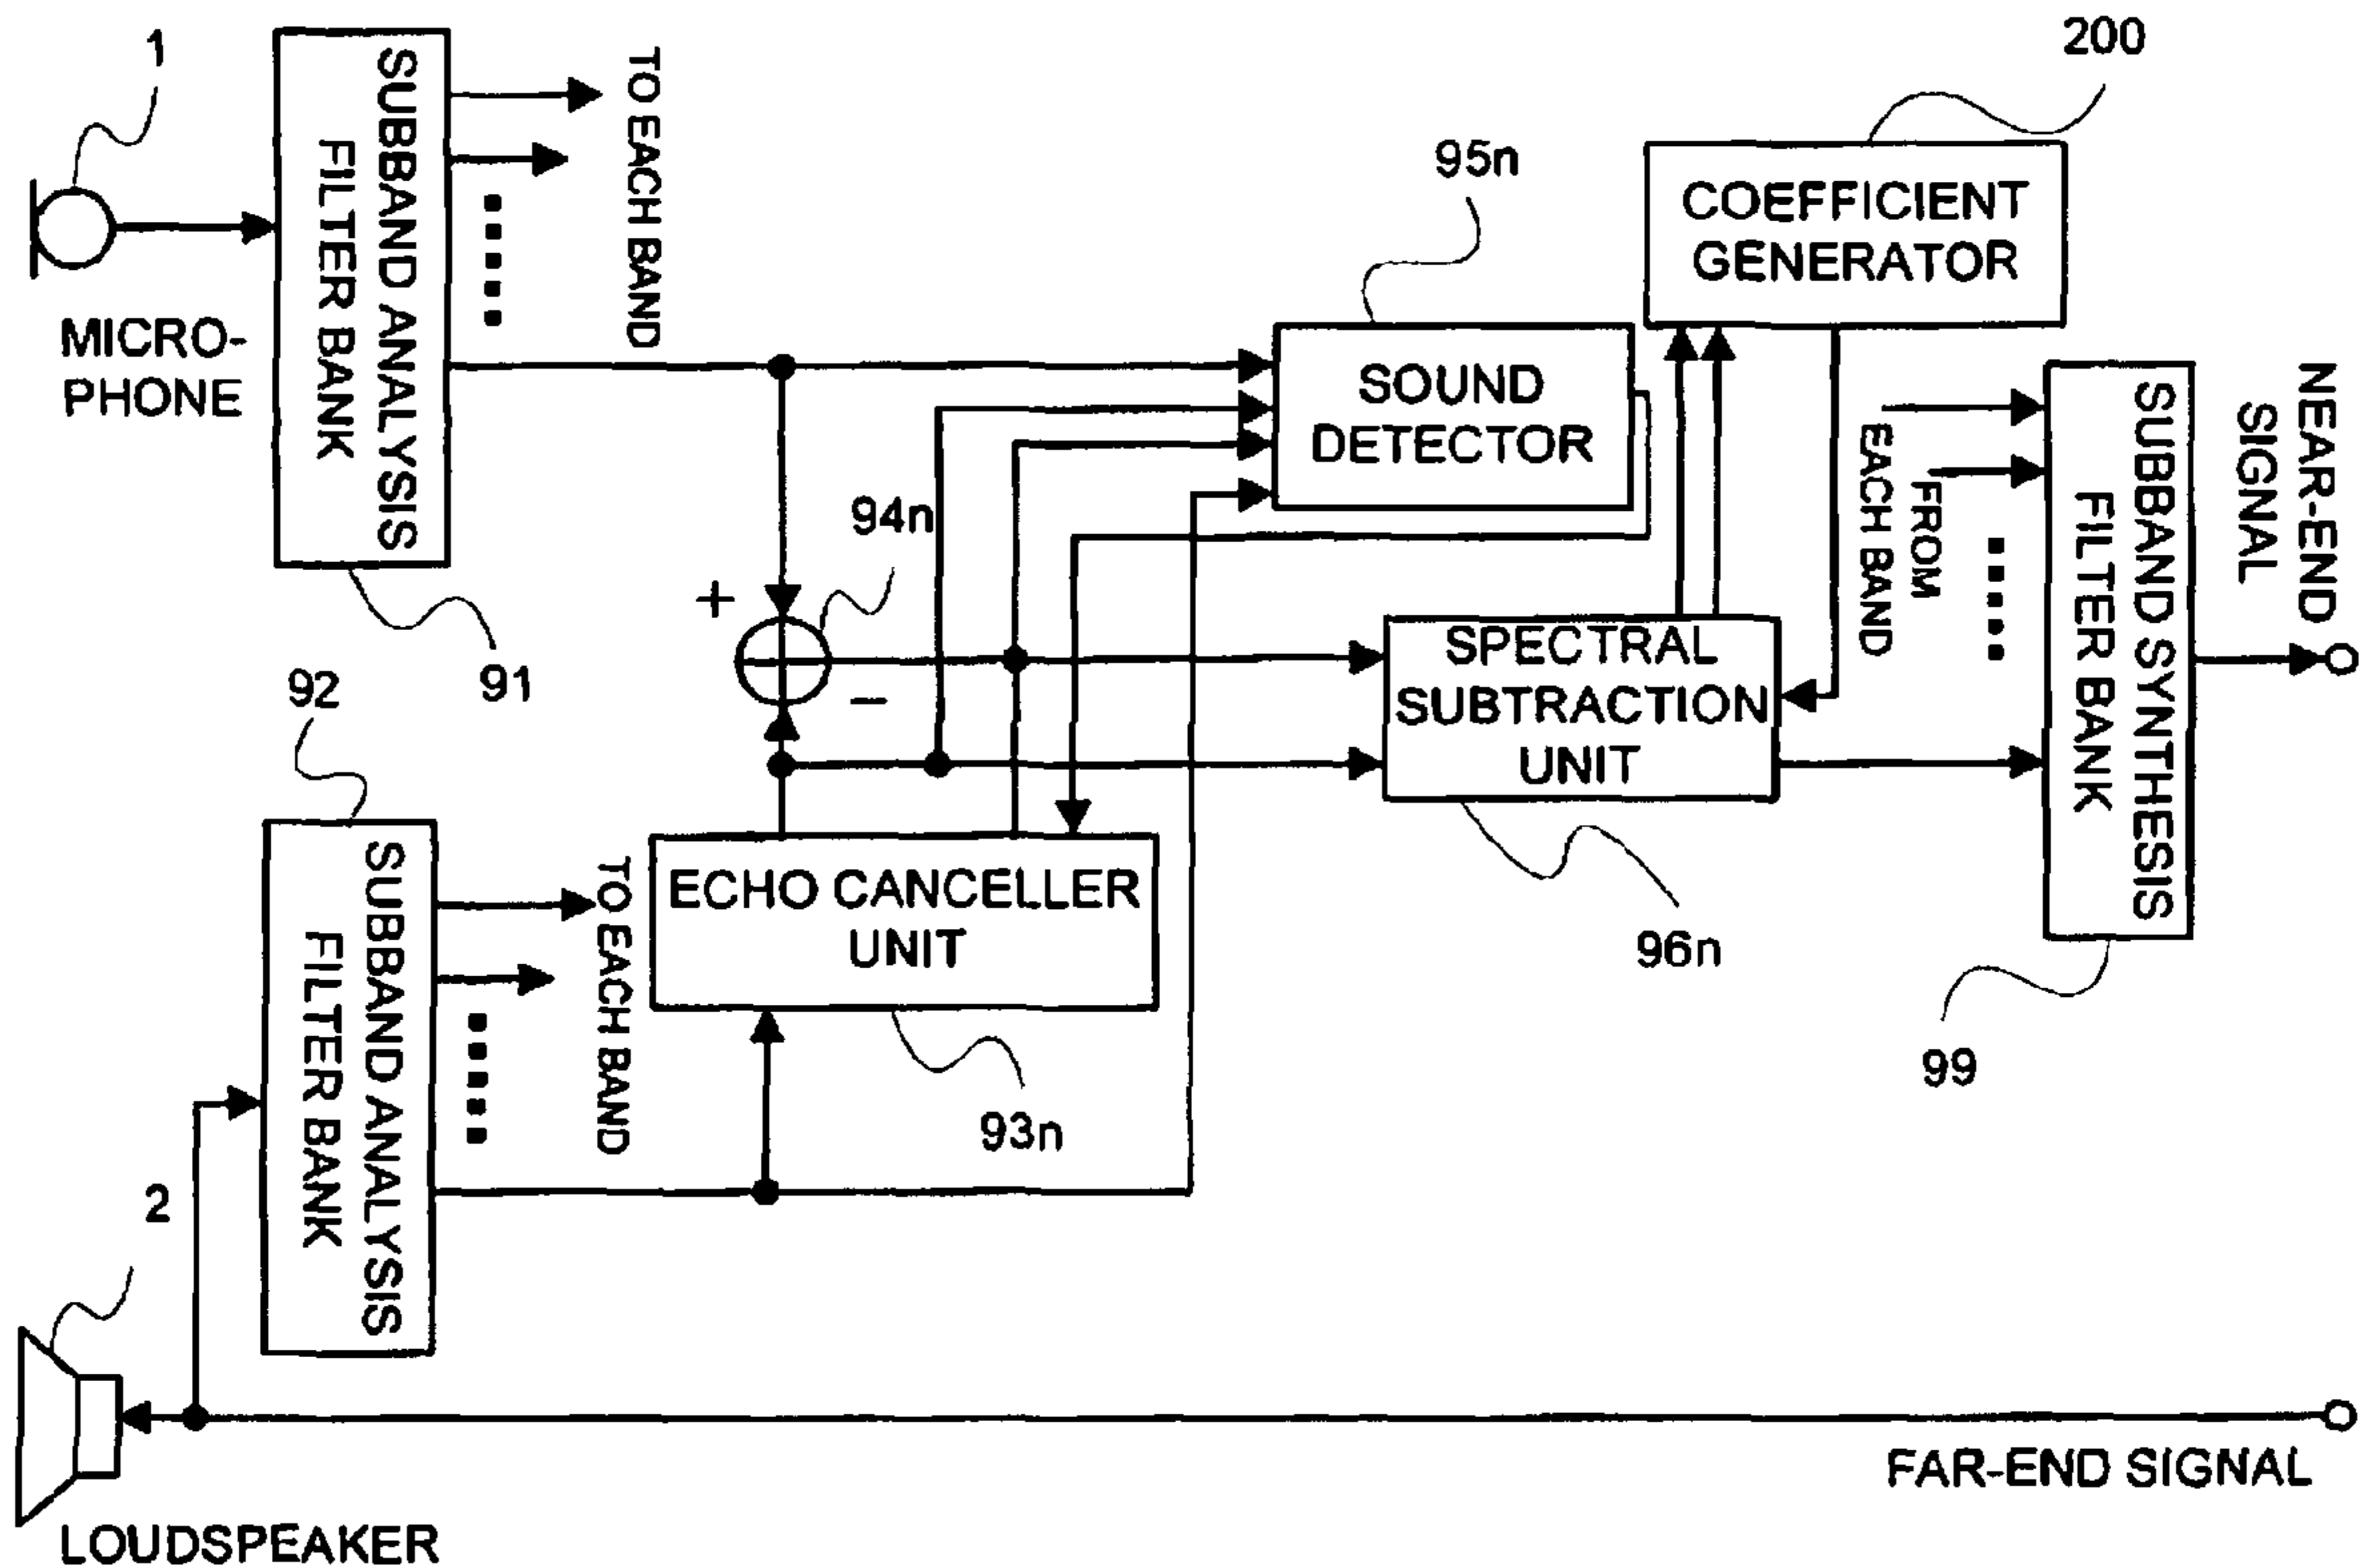 1
MICRO-
PHONE
SUBBAND ANALYSIS
FILTER BANK
91
TO EACH BAND
200
COEFFICIENT
GENERATOR
95n
SOUND
DETECTOR
94n
+
−
SPECTRAL
SUBTRACTION
UNIT
96n
FROM
EACH BAND
SUBBAND SYNTHESIS
FILTER BANK
99
NEAR-END
SIGNAL
92
SUBBAND ANALYSIS
FILTER BANK
TO EACH BAND
ECHO CANCELLER
UNIT
93n
2
LOUDSPEAKER
FAR-END SIGNAL